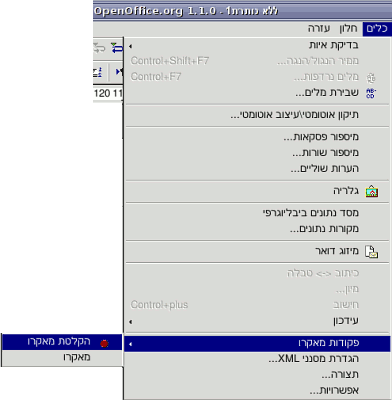 ללא מותרת1 - OpenOffice.org 1.1.0
כלים חלון עזרה
בדיקת איות
ממיר הנגול/הנגה... Control+Shift+F7
מלים נרדפות... Control+F7
שבירת מלים...
תיקון אוטומטי\עיצוב אוטומטי...
מיספור פסקאות...
מיספור שורות...
הערות שוליים...
גלריה
מסד נתונים ביבליוגרפי
מקורות נתונים...
מיזוג דואר
כיתוב <-> טבלה
מיון...
חישוב Control+plus
עידכון
פקודות מאקרו
הקלטת מאקרו
מאקרו
הגדרת מסנני XML...
תצורה...
אפשרויות...
120 11